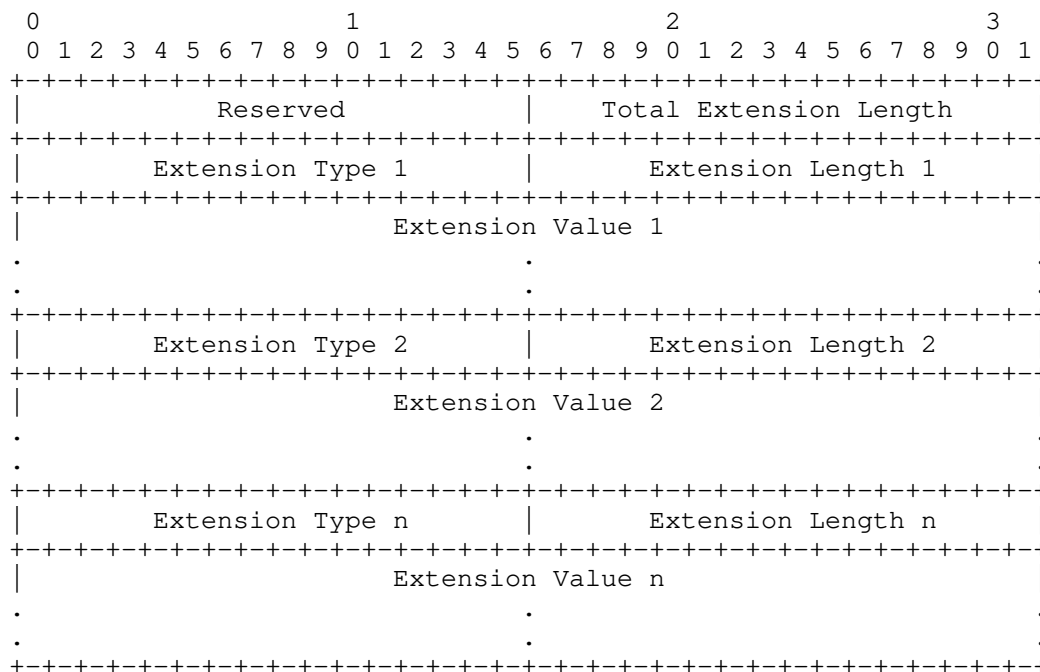 0                   1                   2                   3
0 1 2 3 4 5 6 7 8 9 0 1 2 3 4 5 6 7 8 9 0 1 2 3 4 5 6 7 8 9 0 1
+-+-+-+-+-+-+-+-+-+-+-+-+-+-+-+-+-+-+-+-+-+-+-+-+-+-+-+-+-+-+-+-
|            Reserved           |    Total Extension Length
+-+-+-+-+-+-+-+-+-+-+-+-+-+-+-+-+-+-+-+-+-+-+-+-+-+-+-+-+-+-+-+-
|        Extension Type 1       |       Extension Length 1
+-+-+-+-+-+-+-+-+-+-+-+-+-+-+-+-+-+-+-+-+-+-+-+-+-+-+-+-+-+-+-+-
|                       Extension Value 1
.                               .                               .
.                               .                               .
+-+-+-+-+-+-+-+-+-+-+-+-+-+-+-+-+-+-+-+-+-+-+-+-+-+-+-+-+-+-+-+-
|        Extension Type 2       |       Extension Length 2
+-+-+-+-+-+-+-+-+-+-+-+-+-+-+-+-+-+-+-+-+-+-+-+-+-+-+-+-+-+-+-+-
|                       Extension Value 2
.                               .                               .
.                               .                               .
+-+-+-+-+-+-+-+-+-+-+-+-+-+-+-+-+-+-+-+-+-+-+-+-+-+-+-+-+-+-+-+-
|        Extension Type n       |       Extension Length n
+-+-+-+-+-+-+-+-+-+-+-+-+-+-+-+-+-+-+-+-+-+-+-+-+-+-+-+-+-+-+-+-
|                       Extension Value n
.                               .                               .
.                               .                               .
+-+-+-+-+-+-+-+-+-+-+-+-+-+-+-+-+-+-+-+-+-+-+-+-+-+-+-+-+-+-+-+-